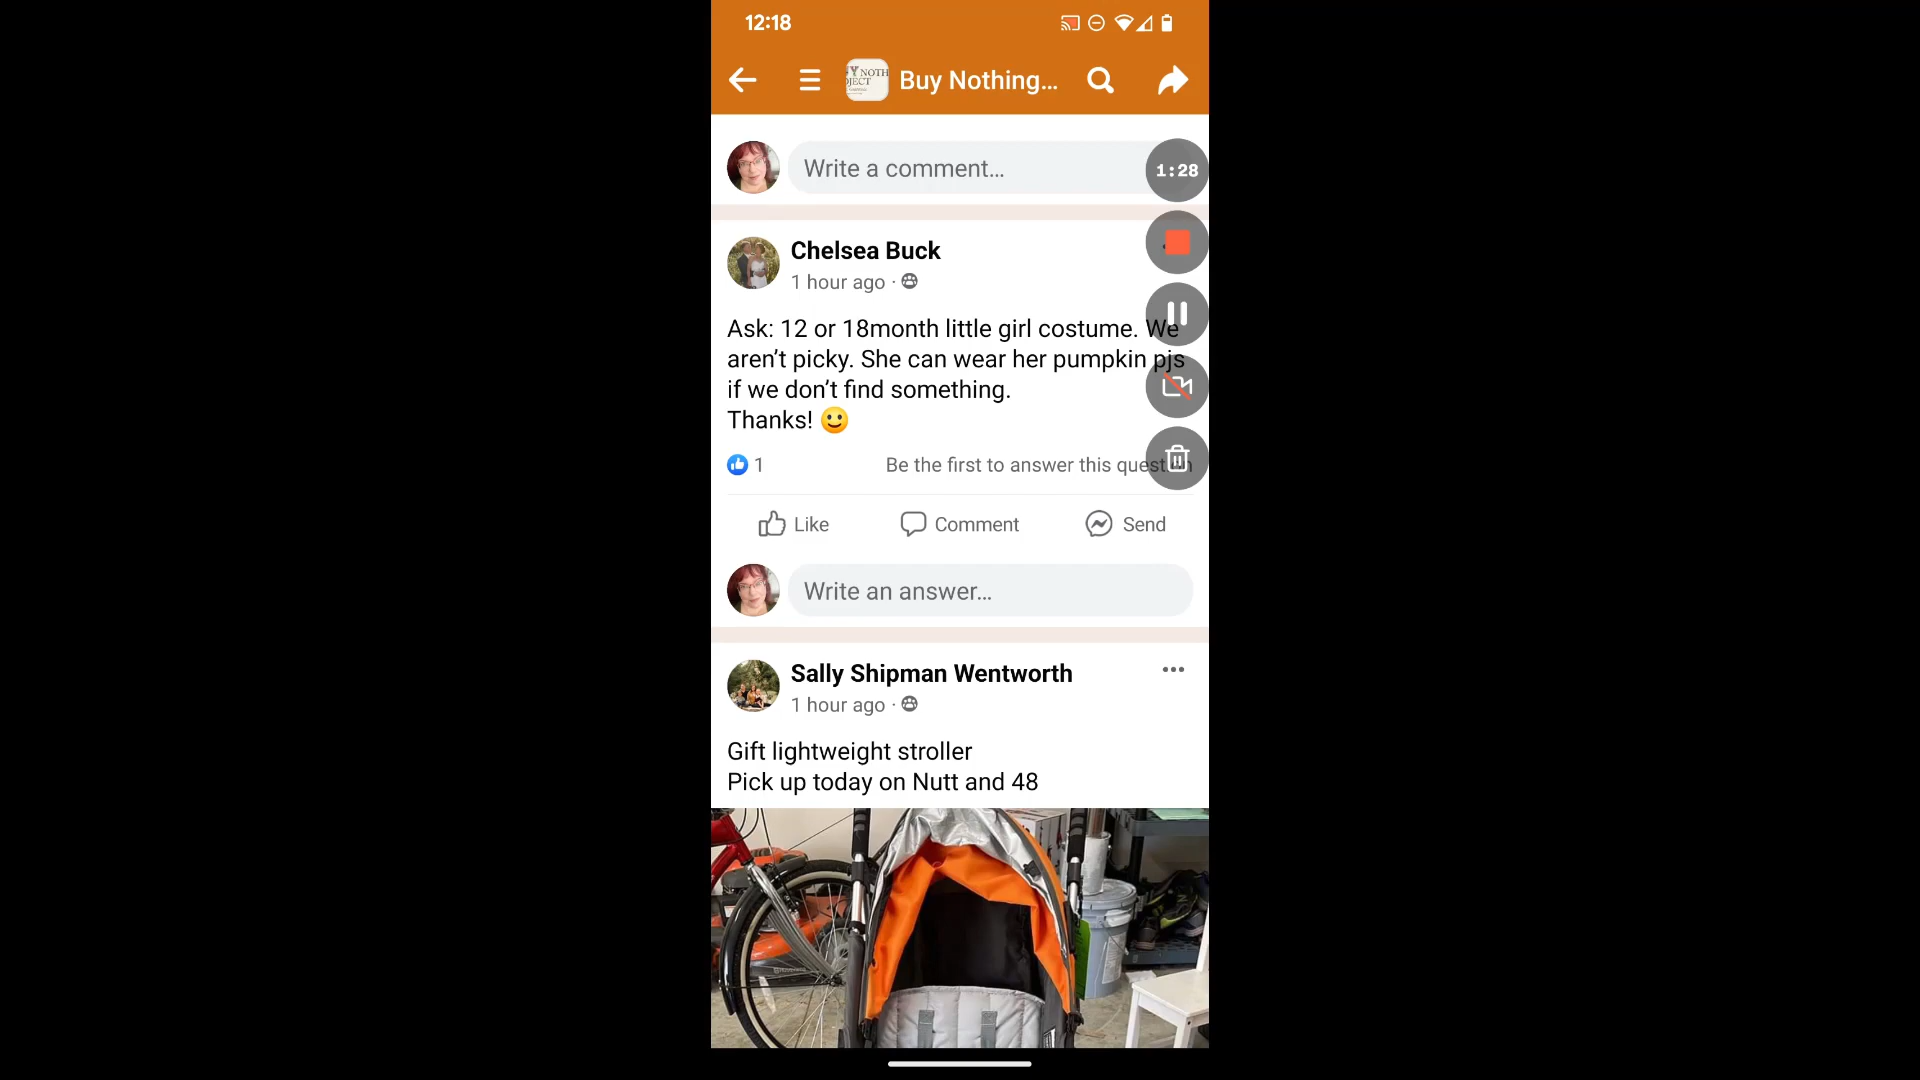 12:18
NOTH
JECT
Buy Nothing...
Write a comment...
1:28
Chelsea Buck
1 hour ago ·
Ask: 12 or 18month little girl costume. We
aren't picky. She can wear her pumpkin pjs
if we don't find something.
Thanks! 🙂
1
Be the first to answer this question
Like
Comment
Send
Write an answer...
Sally Shipman Wentworth
1 hour ago ·
Gift lightweight stroller
Pick up today on Nutt and 48